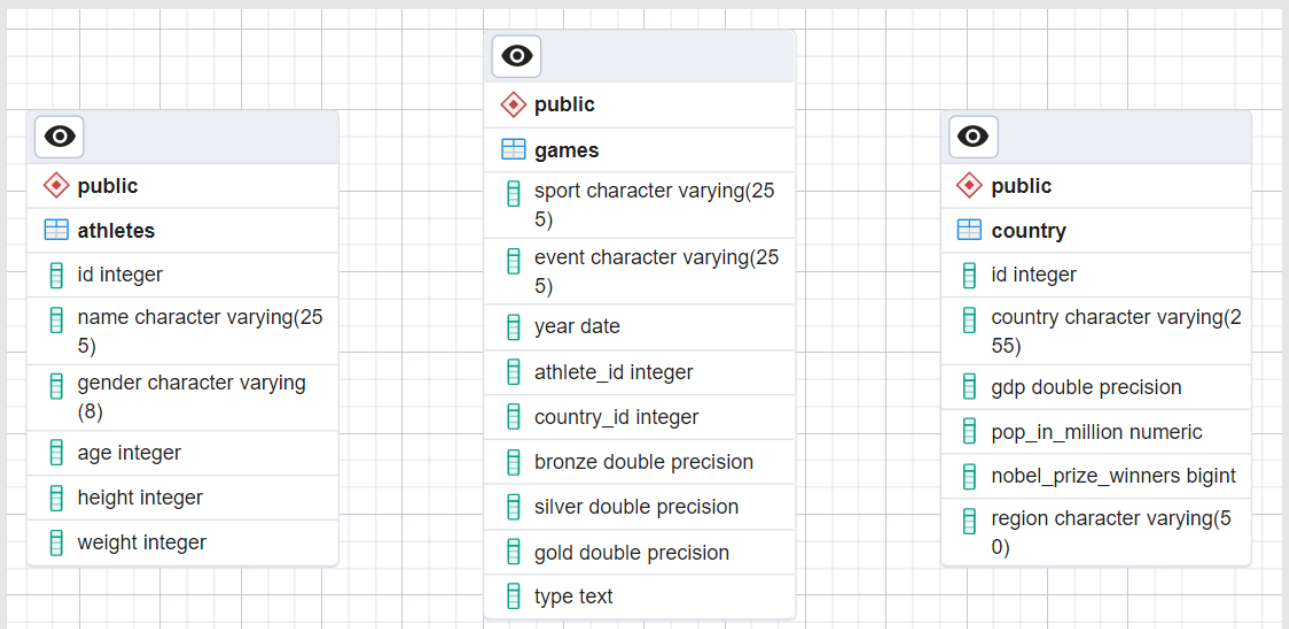 public
athletes
id integer
name character varying(25
5)
gender character varying
(8)
age integer
height integer
weight integer
public
games
sport character varying(25
5)
event character varying(25
5)
year date
athlete_id integer
country_id integer
bronze double precision
silver double precision
gold double precision
type text
public
country
id integer
country character varying(2
55)
gdp double precision
pop_in_million numeric
nobel_prize_winners bigint
region character varying(5
0)